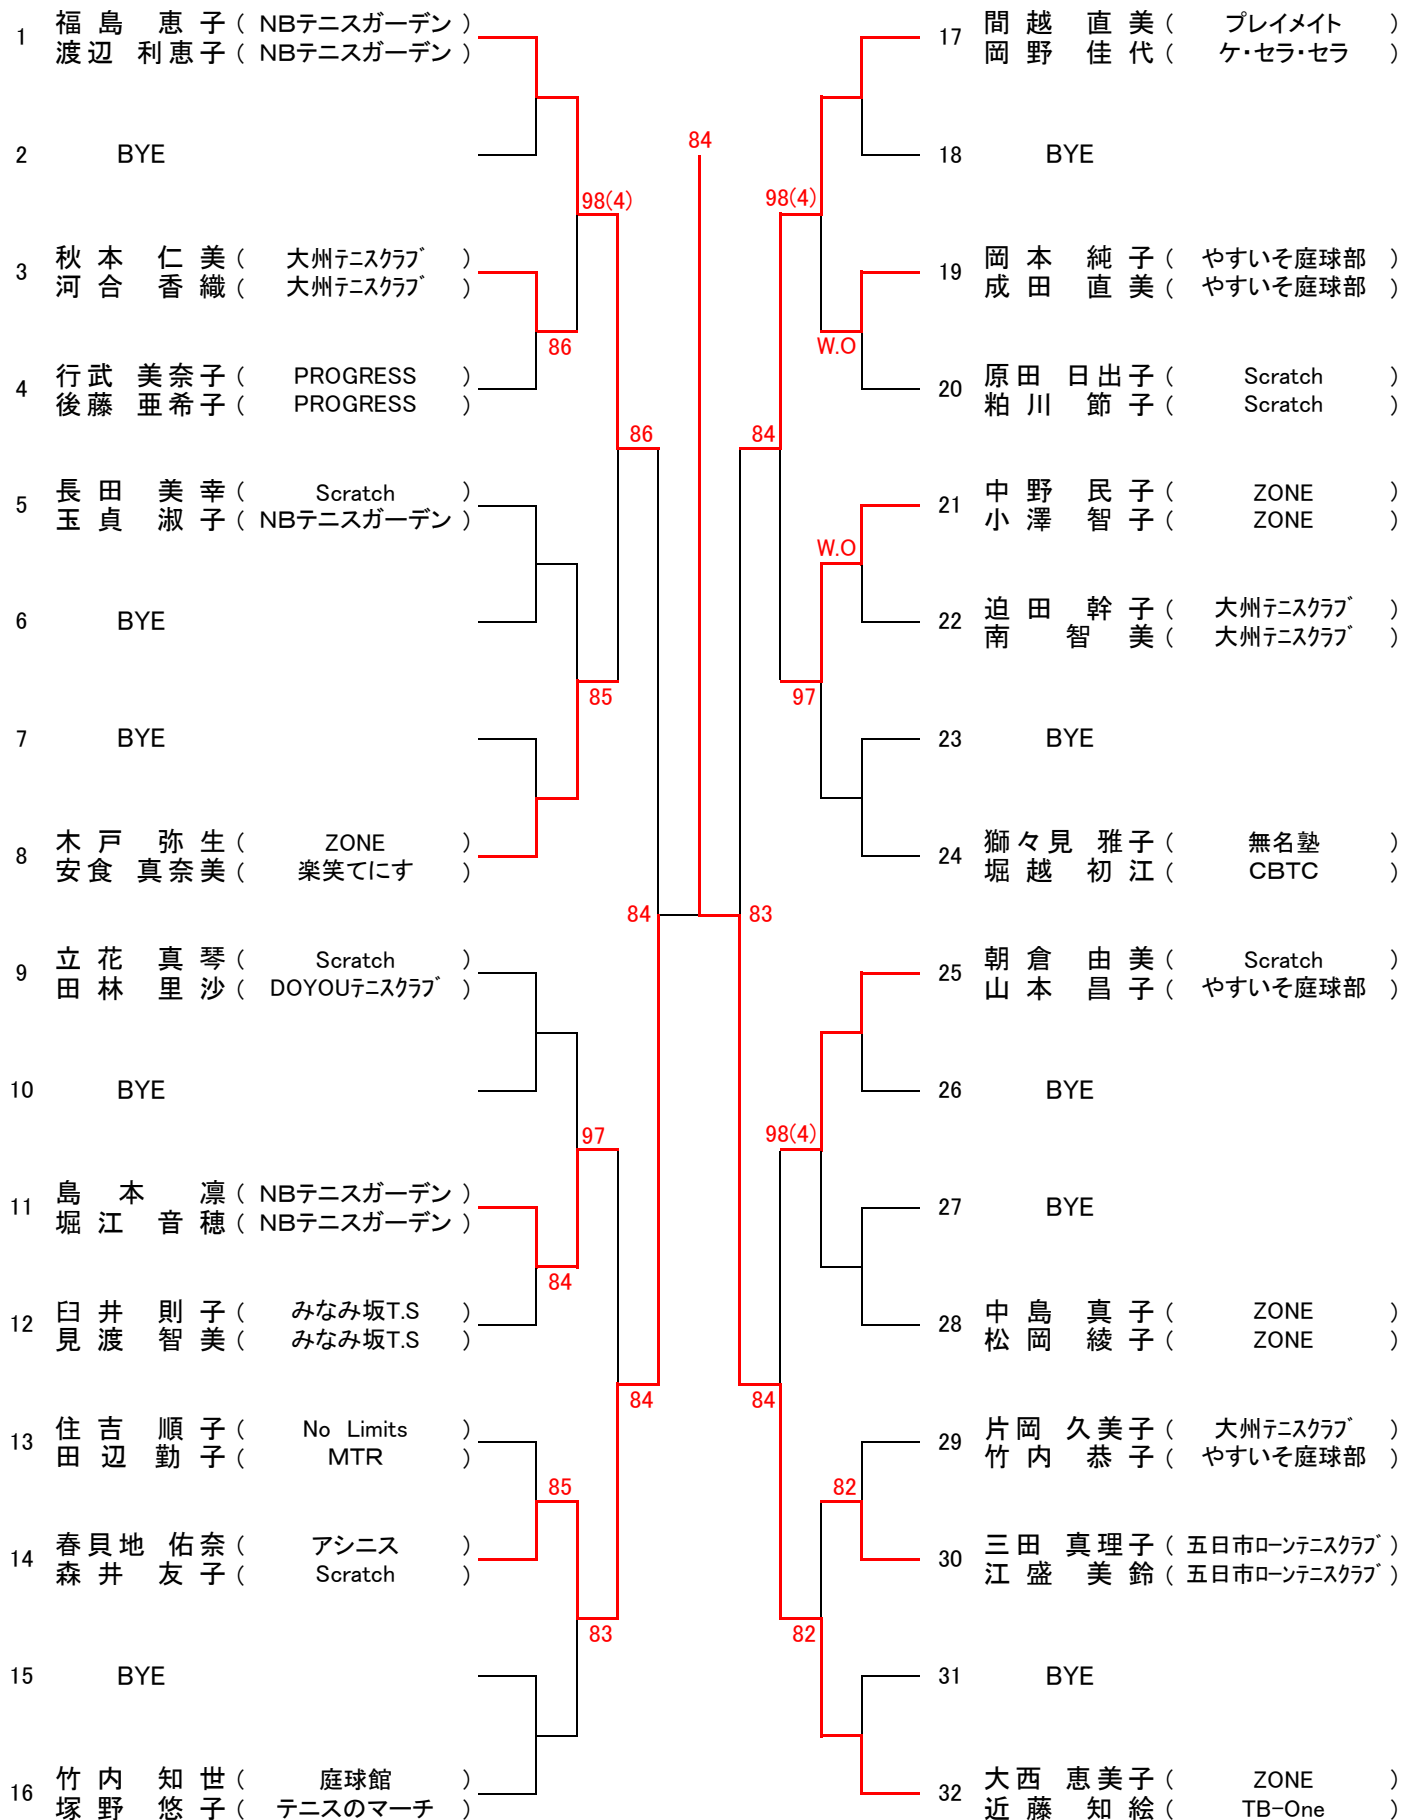 1 福島 恵子 ( NBテニスガーデン )
渡辺 利恵子 ( NBテニスガーデン )
2 BYE
98(4)
3 秋本 仁美 ( 大州テニスクラブ )
河合 香織 ( 大州テニスクラブ )
86
4 行武 美奈子 ( PROGRESS )
後藤 亜希子 ( PROGRESS )
86
5 長田 美幸 ( Scratch )
玉貞 淑子 ( NBテニスガーデン )
6 BYE
85
7 BYE
8 木戸 弥生 ( ZONE )
安食 真奈美 ( 楽笑てにす )
84
9 立花 真琴 ( Scratch )
田林 里沙 ( DOYOUテニスクラブ )
10 BYE
97
11 島本 凛 ( NBテニスガーデン )
堀江 音穂 ( NBテニスガーデン )
84
12 臼井 則子 ( みなみ坂T.S )
見渡 智美 ( みなみ坂T.S )
84
13 住吉 順子 ( No Limits )
田辺 勤子 ( MTR )
85
14 春貝地 佑奈 ( アシニス )
森井 友子 ( Scratch )
83
15 BYE
16 竹内 知世 ( 庭球館 )
塚野 悠子 ( テニスのマーチ )
84
17 間越 直美 ( プレイメイト )
岡野 佳代 ( ケ・セラ・セラ )
18 BYE
98(4)
19 岡本 純子 ( やすいそ庭球部 )
成田 直美 ( やすいそ庭球部 )
W.O
20 原田 日出子 ( Scratch )
粕川 節子 ( Scratch )
84
21 中野 民子 ( ZONE )
小澤 智子 ( ZONE )
W.O
22 迫田 幹子 ( 大州テニスクラブ )
南 智美 ( 大州テニスクラブ )
97
23 BYE
24 獅々見 雅子 ( 無名塾 )
堀越 初江 ( CBTC )
83
25 朝倉 由美 ( Scratch )
山本 昌子 ( やすいそ庭球部 )
26 BYE
98(4)
27 BYE
28 中島 真子 ( ZONE )
松岡 綾子 ( ZONE )
84
29 片岡 久美子 ( 大州テニスクラブ )
竹内 恭子 ( やすいそ庭球部 )
82
30 三田 真理子 ( 五日市ローンテニスクラブ )
江盛 美鈴 ( 五日市ローンテニスクラブ )
82
31 BYE
32 大西 恵美子 ( ZONE )
近藤 知絵 ( TB-One )